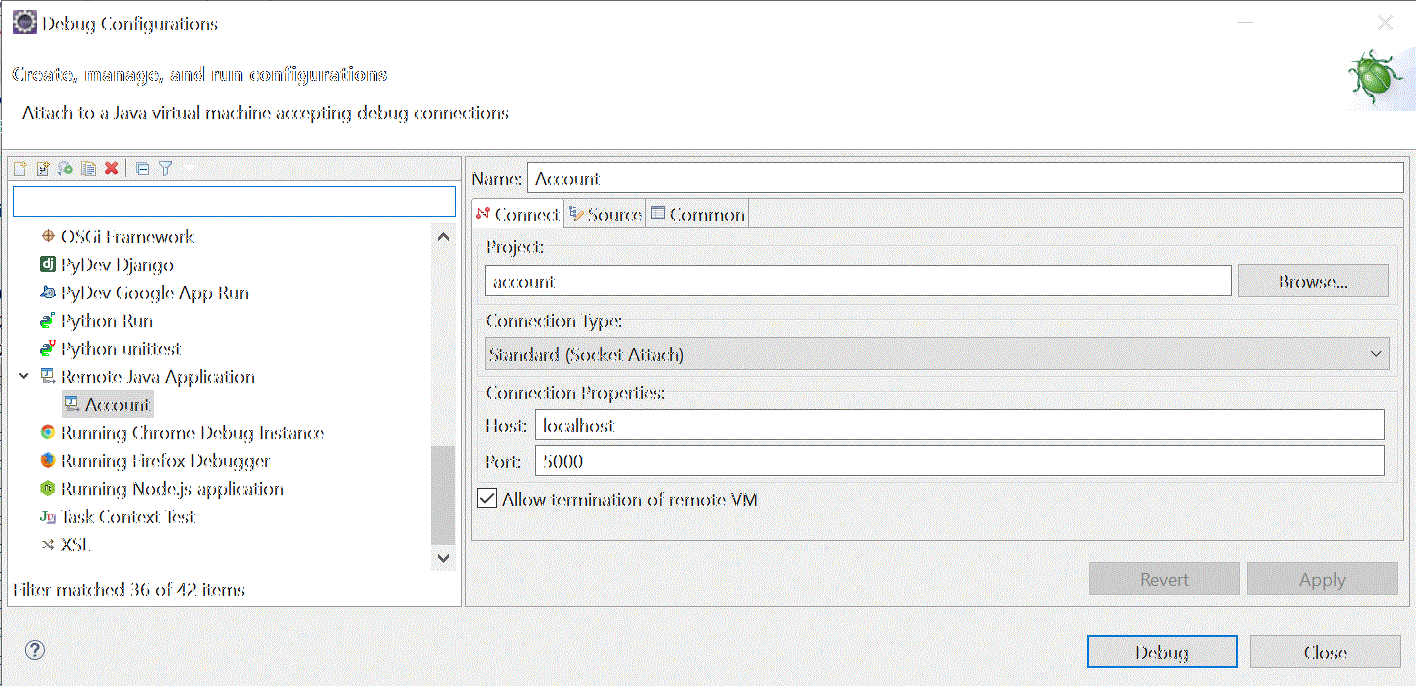 Debug Configurations
Create, manage, and run configurations
Attach to a Java virtual machine accepting debug connections
OSGi Framework
PyDev Django
PyDev Google App Run
Python Run
Python unittest
Remote Java Application
Account
Running Chrome Debug Instance
Running Firefox Debugger
Running Node.js application
Task Context Test
XSL
Filter matched 36 of 42 items
Name: Account
Connect Source Common
Project:
account Browse...
Connection Type:
Standard (Socket Attach)
Connection Properties:
Host: localhost
Port: 5000
Allow termination of remote VM
Revert Apply
Debug Close